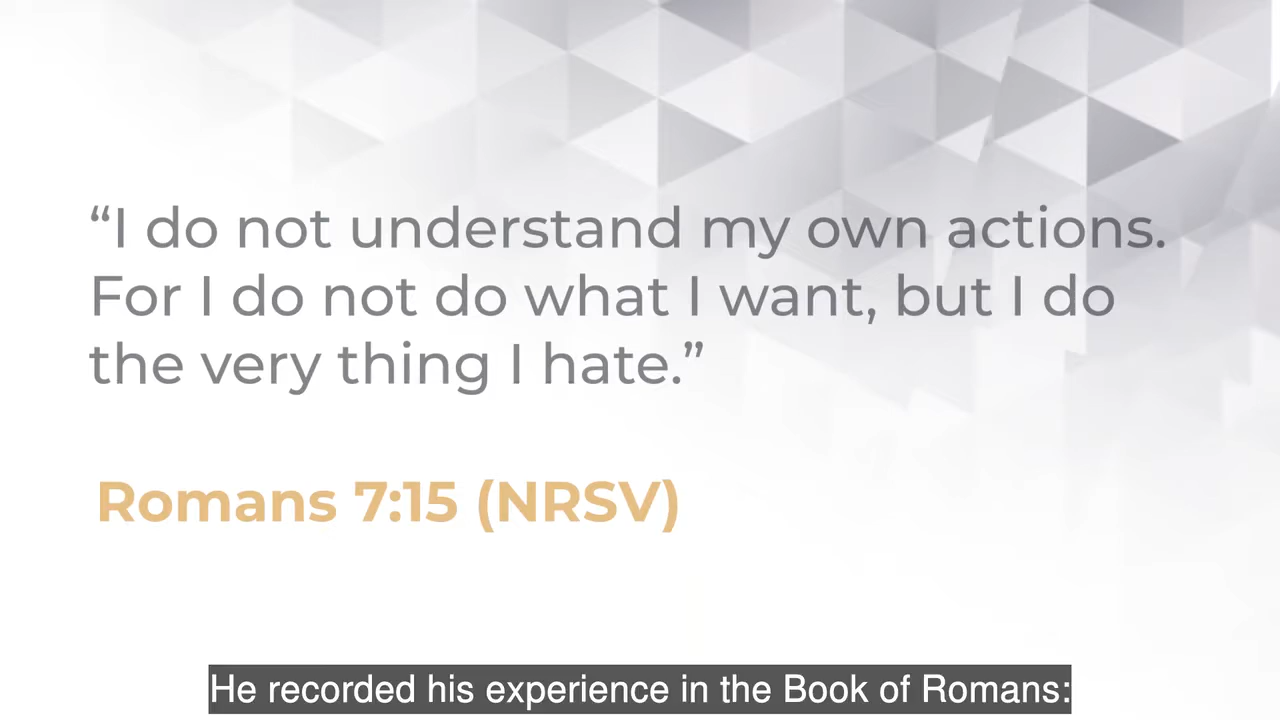 “I do not understand my own actions.
For I do not do what I want, but I do
the very thing I hate.”
Romans 7:15 (NRSV)
He recorded his experience in the Book of Romans: